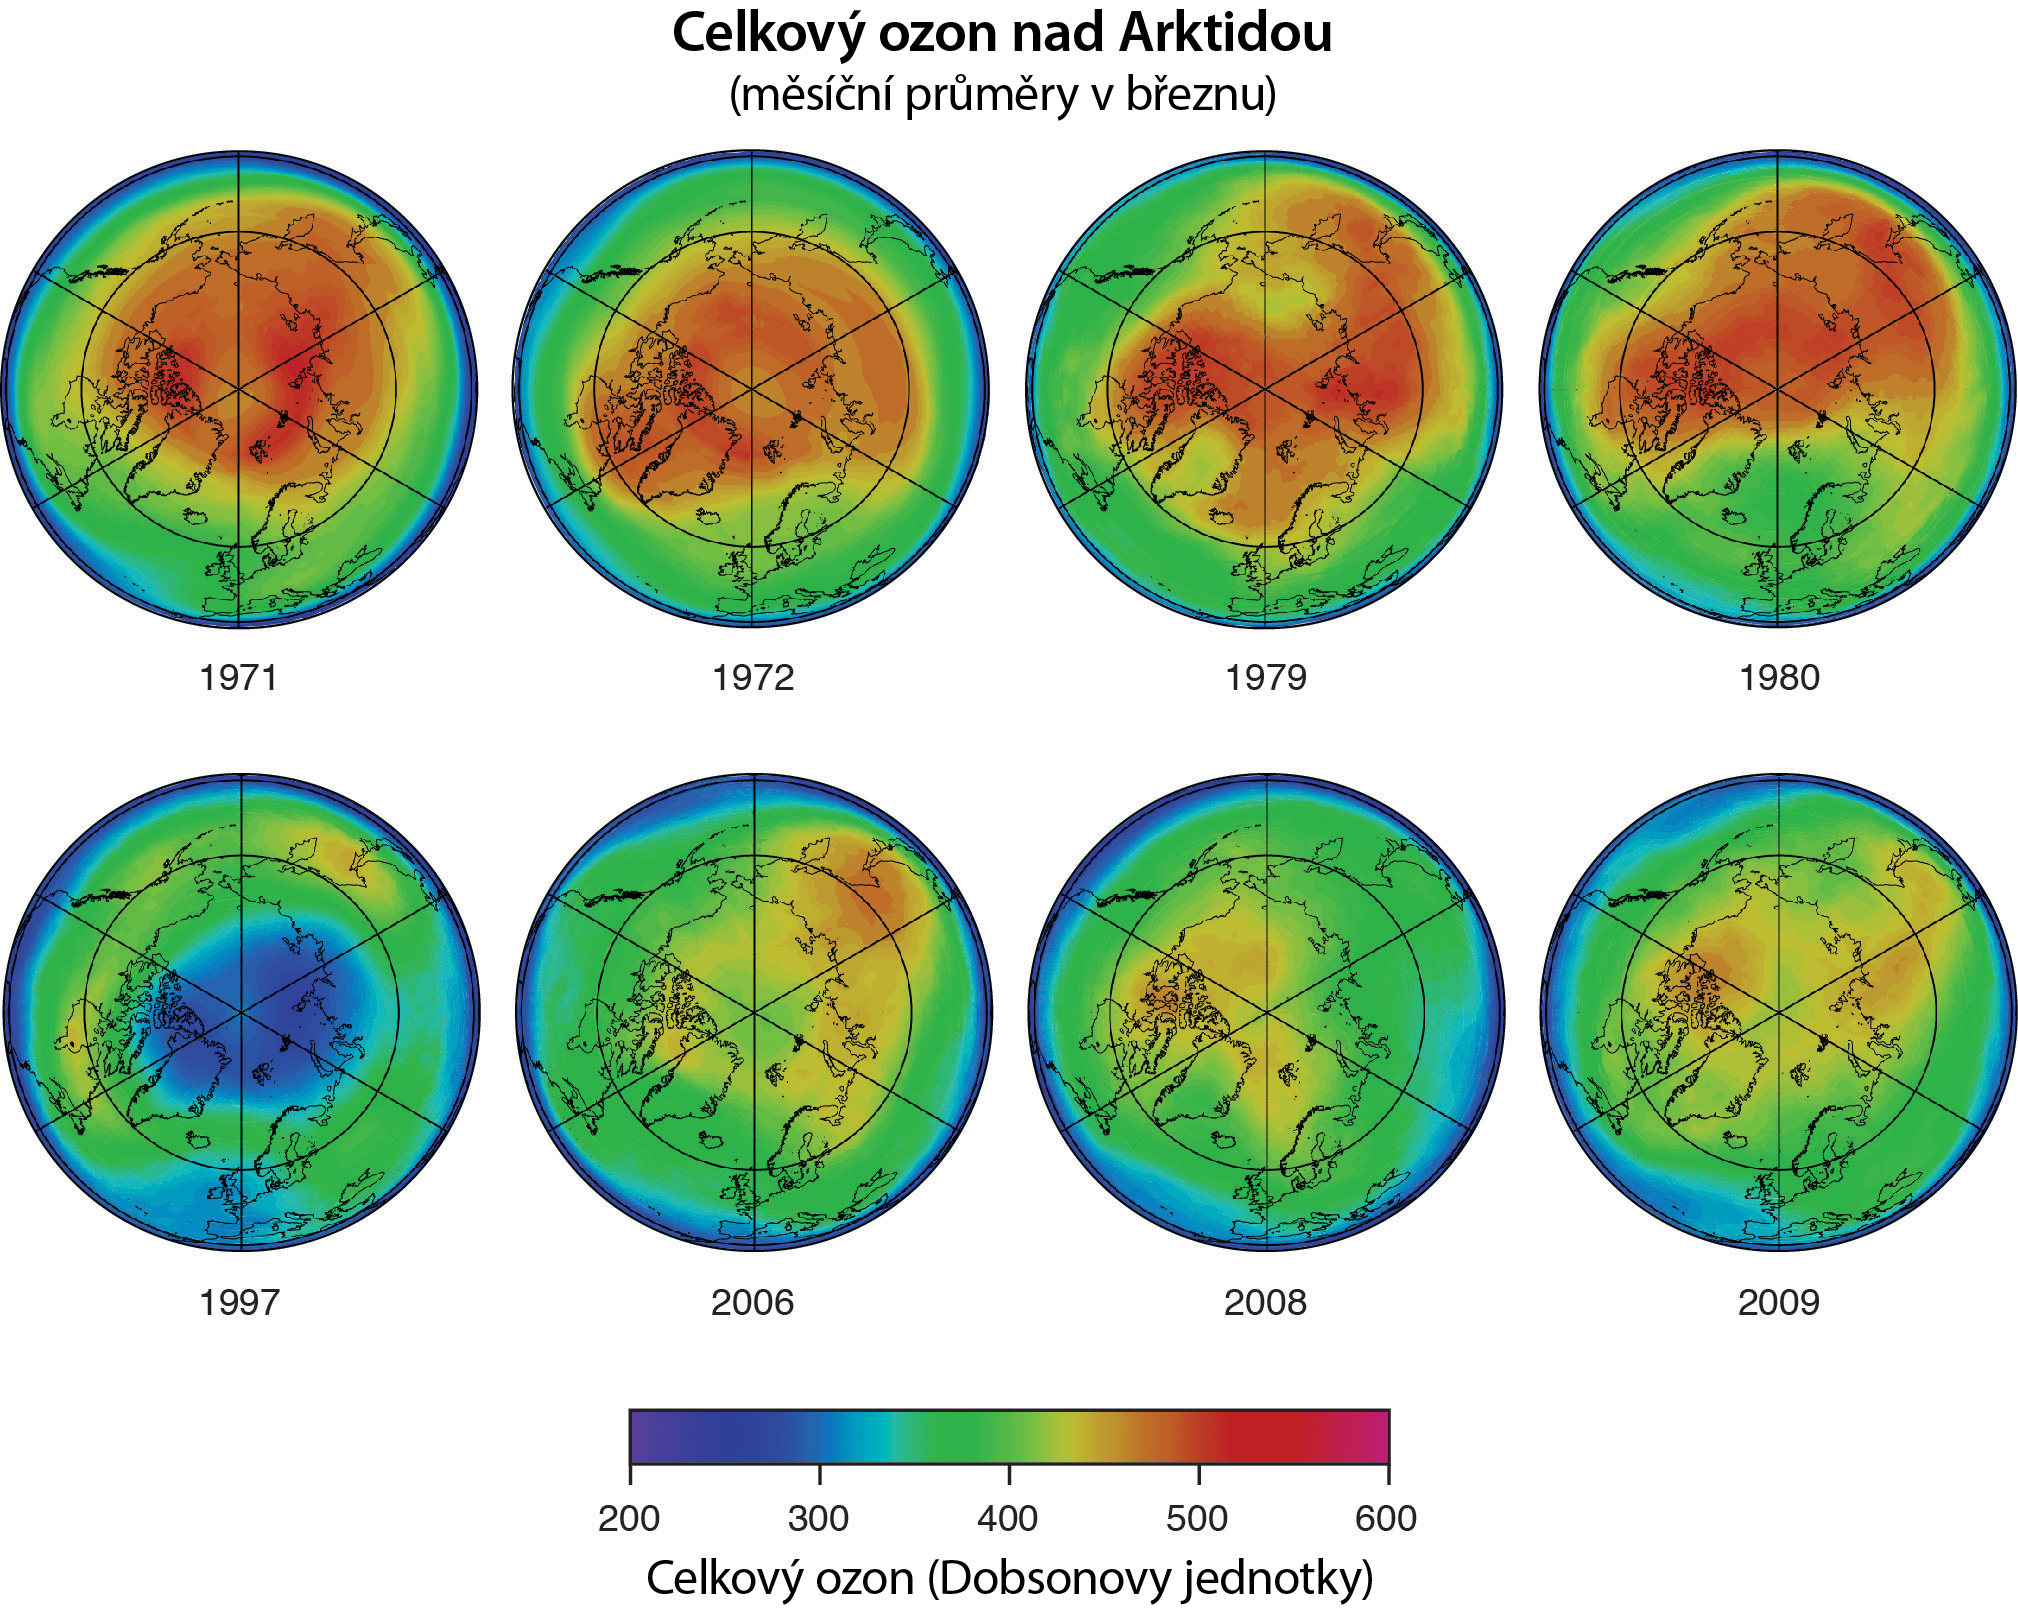 Celkový ozon nad Arktidou
(měsíční průměry v březnu)
1971 1972 1979 1980
1997 2006 2008 2009
200 300 400 500 600
Celkový ozon (Dobsonovy jednotky)